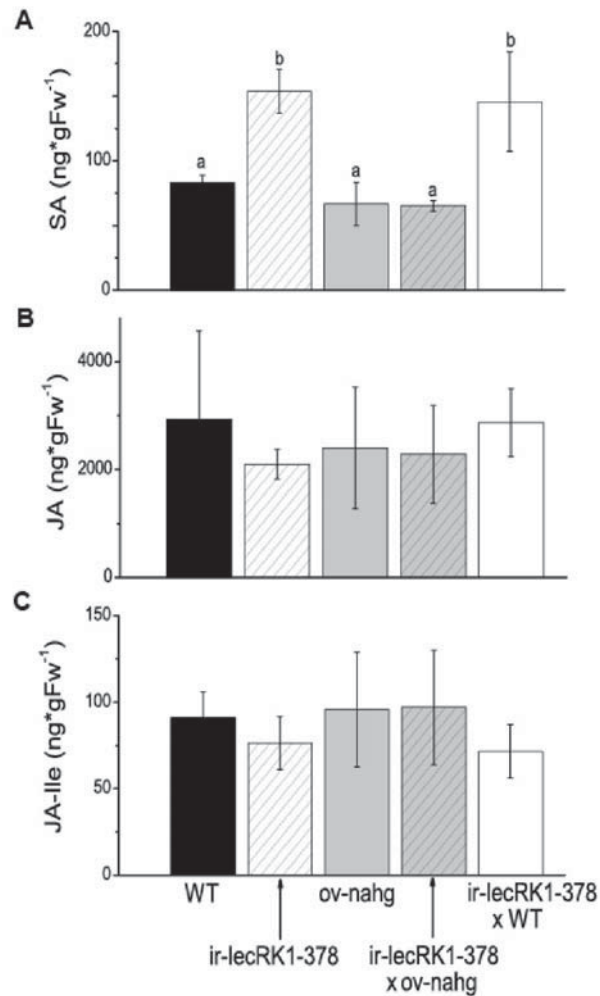 A
200
b
b
SA (ng*gFw⁻¹)
a
100
a
a
0
B
4000
JA (ng*gFw⁻¹)
2000
0
C
150
JA-Ile (ng*gFw⁻¹)
100
50
0
WT
ov-nahg
ir-lecRK1-378
x WT
ir-lecRK1-378
ir-lecRK1-378
x ov-nahg